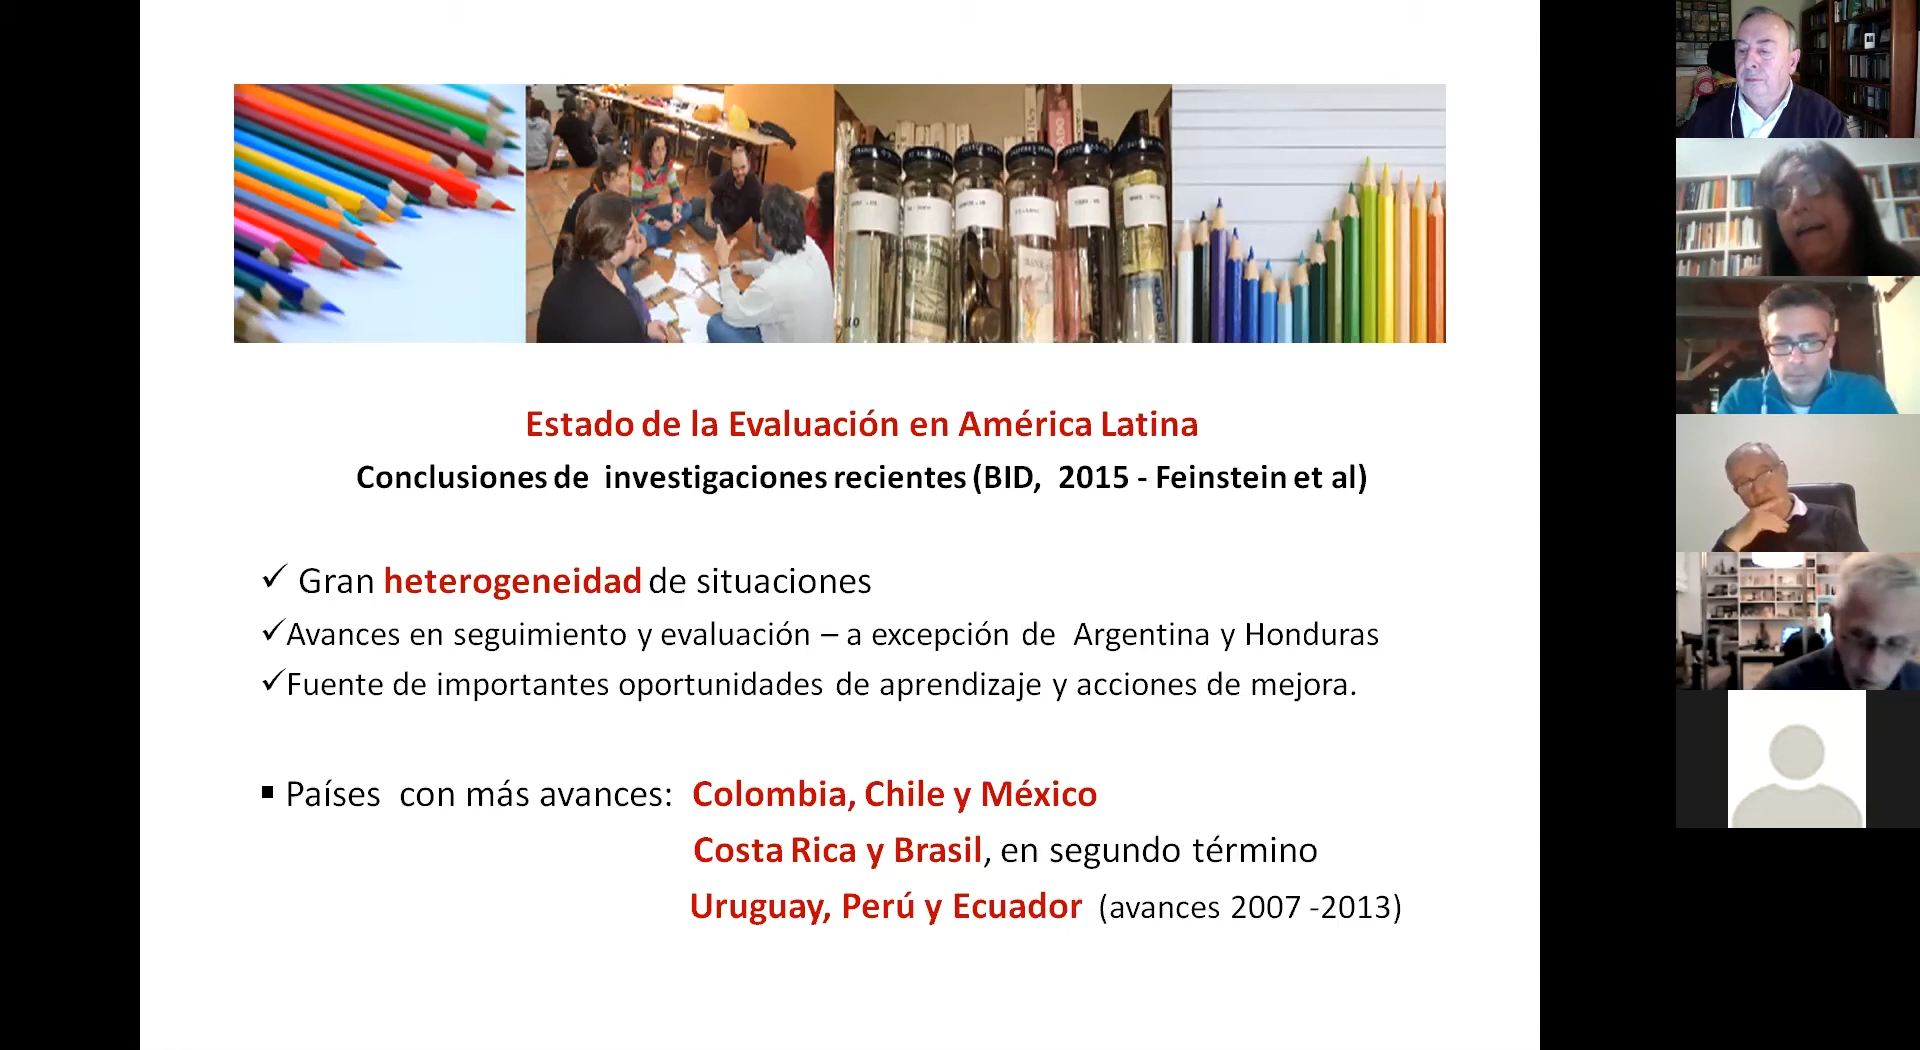 Estado de la Evaluación en América Latina
Conclusiones de investigaciones recientes (BID, 2015 - Feinstein et al)
✓ Gran heterogeneidad de situaciones
✓Avances en seguimiento y evaluación – a excepción de Argentina y Honduras
✓Fuente de importantes oportunidades de aprendizaje y acciones de mejora.
▪ Países con más avances: Colombia, Chile y México
Costa Rica y Brasil, en segundo término
Uruguay, Perú y Ecuador (avances 2007 -2013)